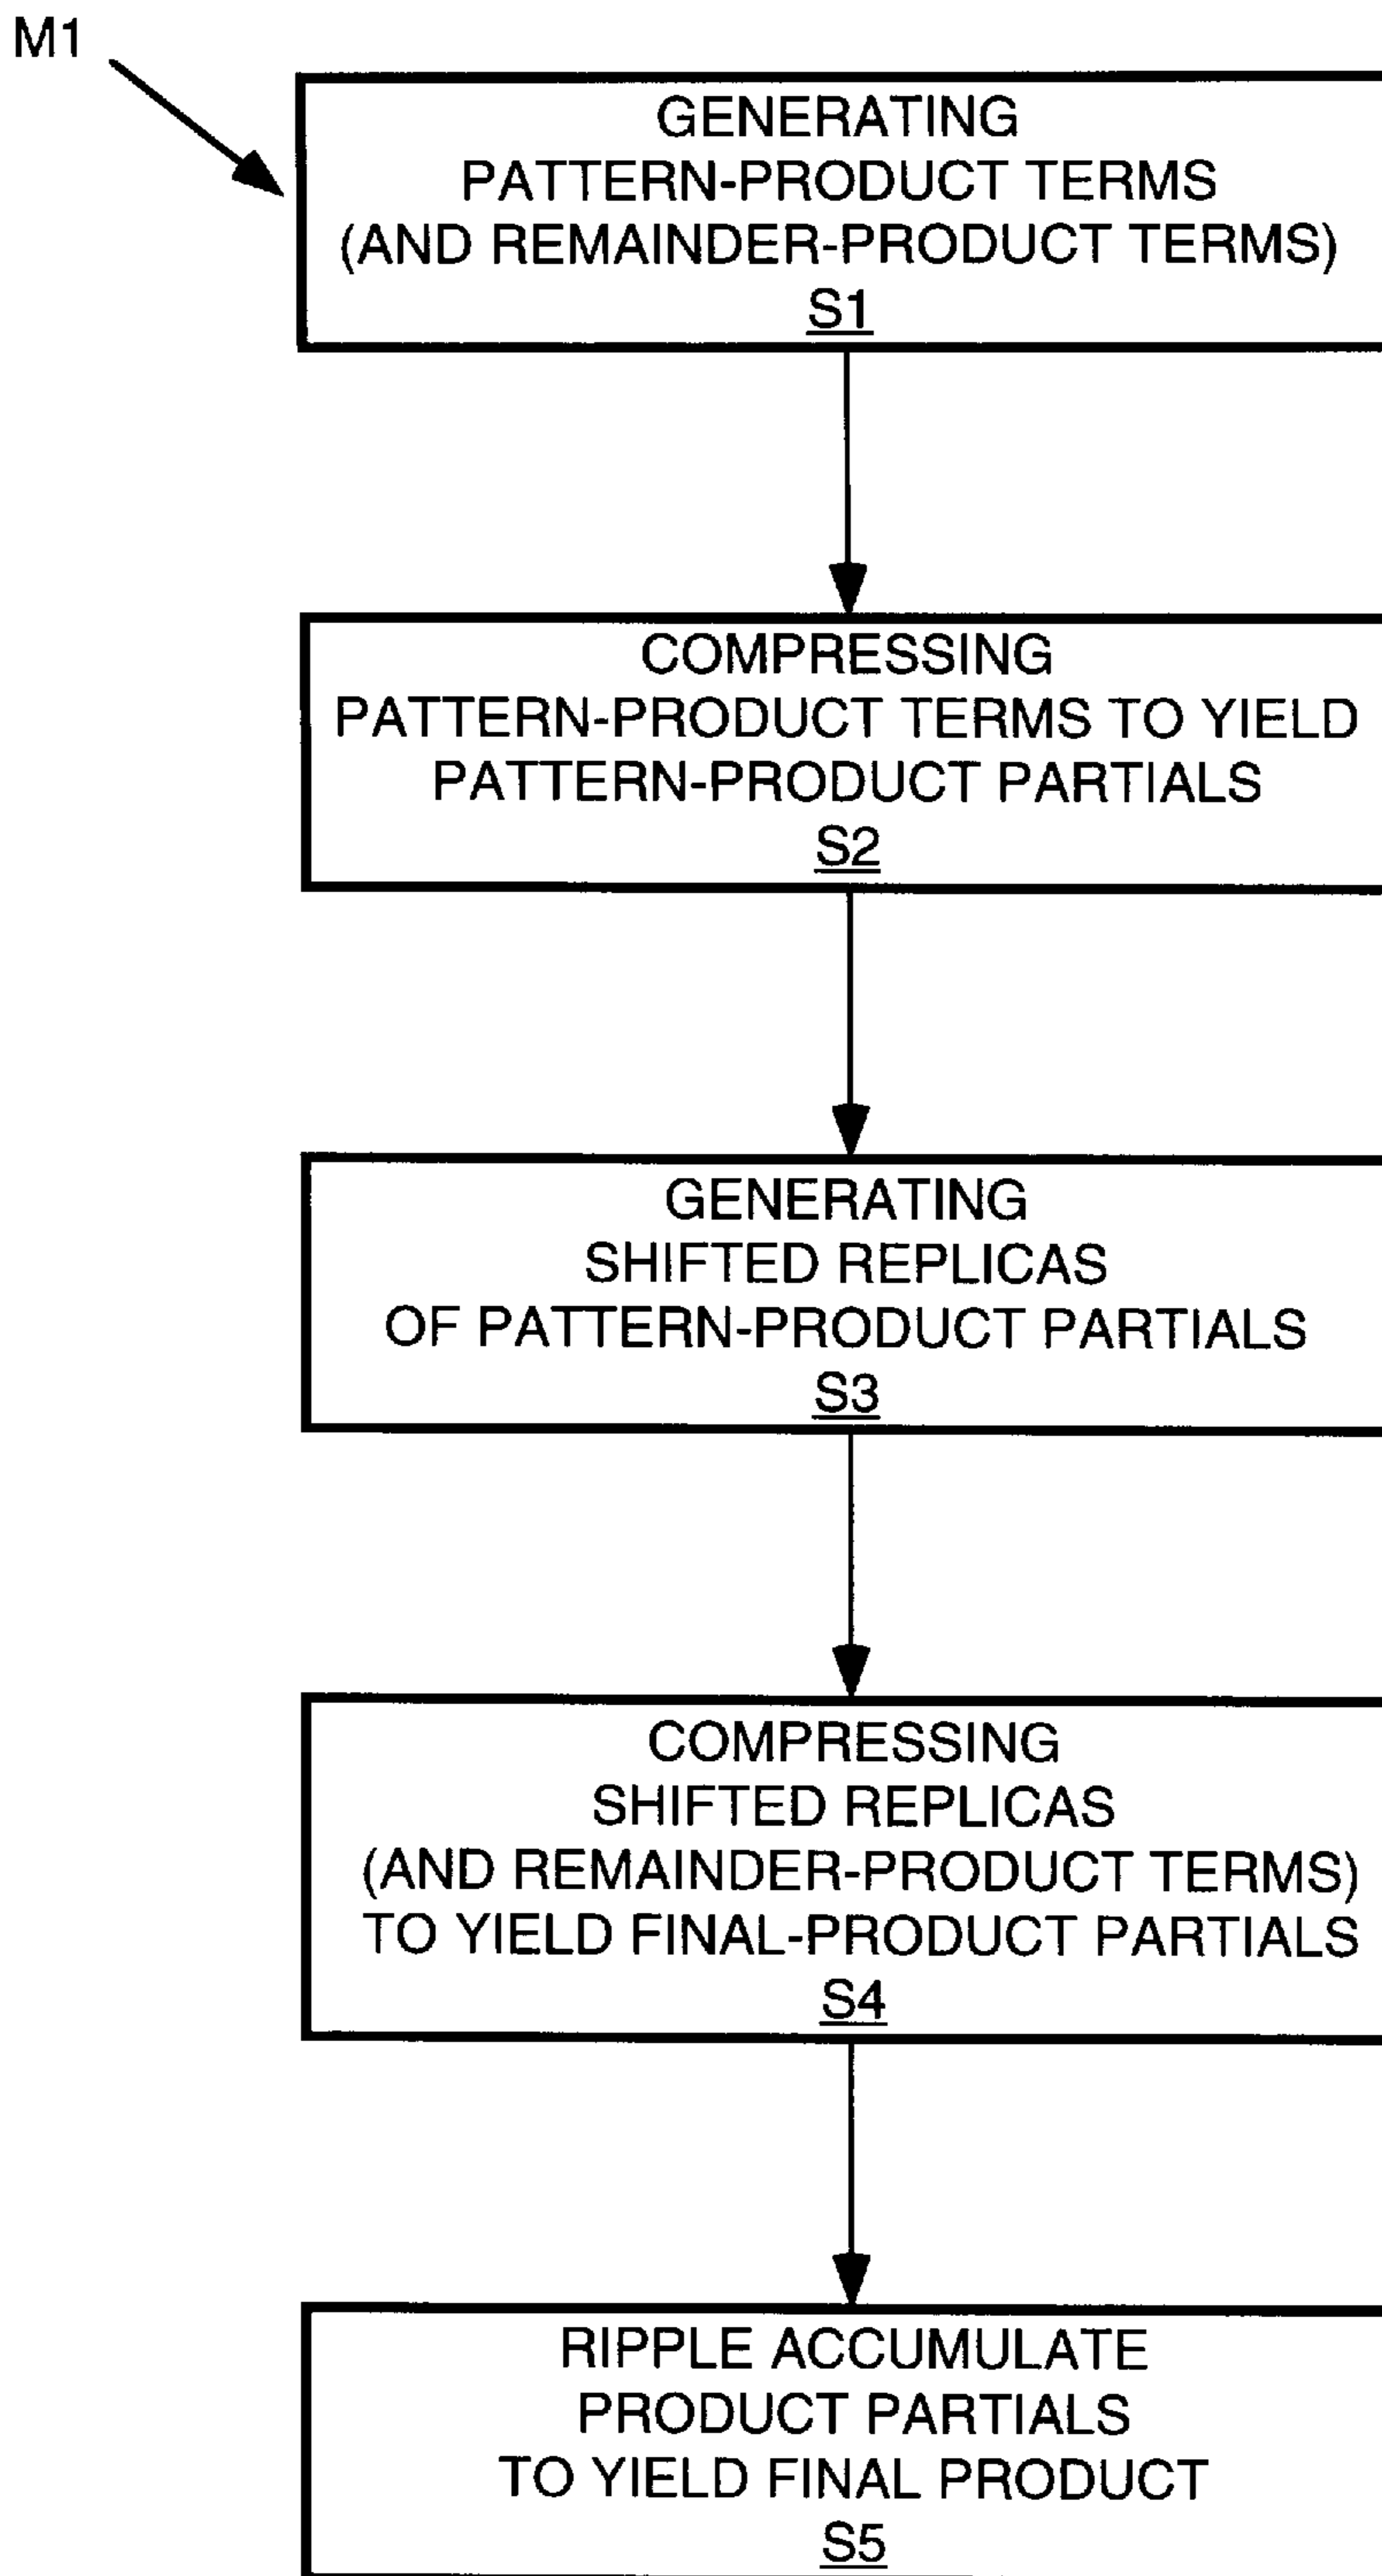 M1
GENERATING
PATTERN-PRODUCT TERMS
(AND REMAINDER-PRODUCT TERMS)
S1
COMPRESSING
PATTERN-PRODUCT TERMS TO YIELD
PATTERN-PRODUCT PARTIALS
S2
GENERATING
SHIFTED REPLICAS
OF PATTERN-PRODUCT PARTIALS
S3
COMPRESSING
SHIFTED REPLICAS
(AND REMAINDER-PRODUCT TERMS)
TO YIELD FINAL-PRODUCT PARTIALS
S4
RIPPLE ACCUMULATE
PRODUCT PARTIALS
TO YIELD FINAL PRODUCT
S5